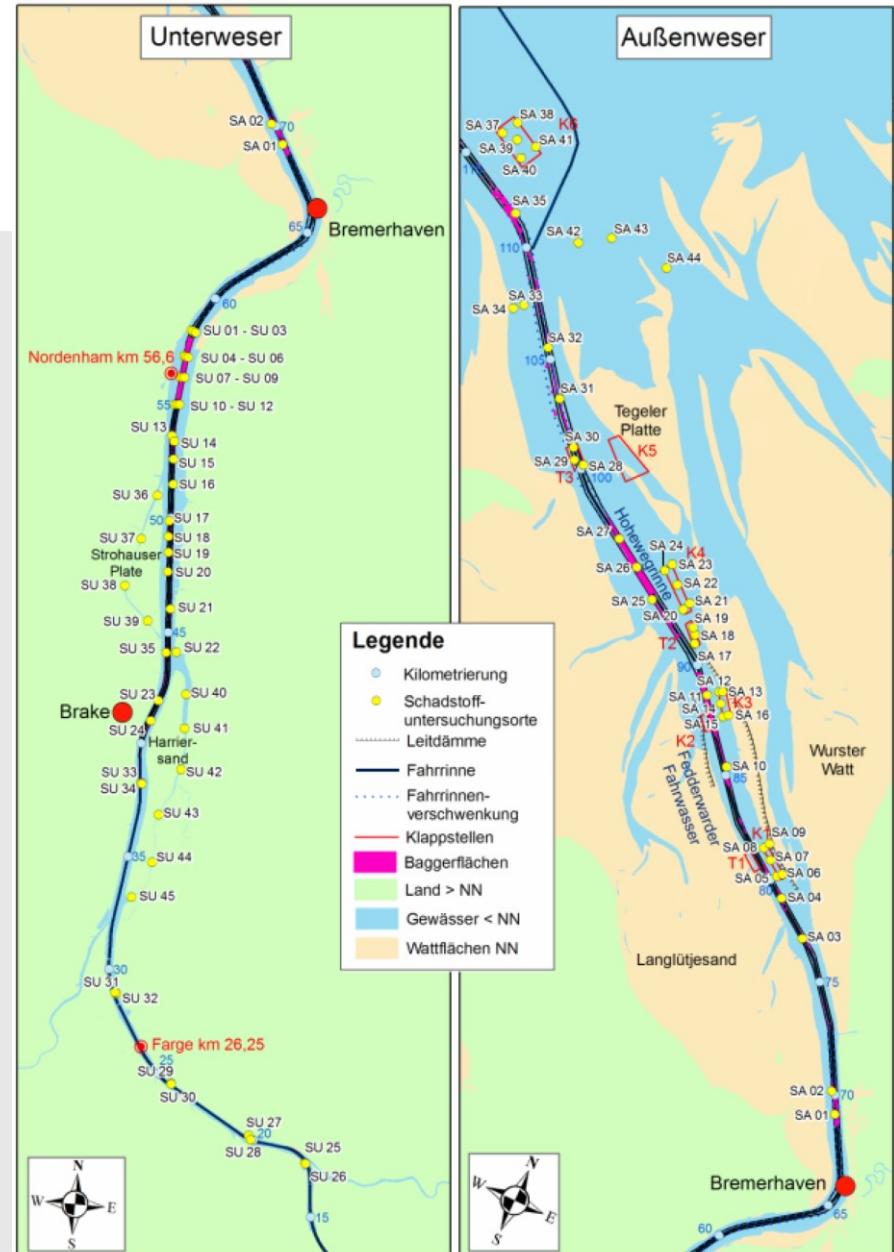 Unterweser
SA 02
70
SA 01
Bremerhaven
65
60
SU 01 - SU 03
Nordenham km 56,6
SU 04 - SU 06
SU 07 - SU 09
55
SU 10 - SU 12
SU 13
SU 14
SU 15
SU 16
SU 36
50
SU 17
SU 37
SU 18
Strohauser
Plate
SU 19
SU 38
SU 20
SU 21
SU 39
45
SU 35
SU 22
SU 23
SU 40
Brake
SU 24
SU 41
Harrier-
sand
SU 33
SU 42
SU 34
SU 43
35
SU 44
SU 45
30
SU 31
SU 32
Farge km 26,25
25
SU 29
SU 30
SU 27
20
SU 28
SU 25
SU 26
15
N
W E
S
Legende
Kilometrierung
Schadstoff-
untersuchungsorte
Leitdämme
Fahrrinne
Fahrrinnen-
verschwenkung
Klappstellen
Baggerflächen
Land > NN
Gewässer < NN
Wattflächen NN
Außenweser
SA 38
SA 37
K6
SA 41
SA 39
SA 40
SA 35
SA 42
SA 43
110
SA 44
SA 33
SA 34
SA 32
105
SA 31
Tegeler
Platte
SA 30
K5
SA 29
SA 28
T3
100
Hohewegrinne
SA 27
SA 24
K4
SA 23
SA 26
SA 22
SA 25
SA 21
SA 20
SA 19
SA 18
T2
SA 17
90
SA 12
SA 11
SA 13
SA 14
K3
SA 15
SA 16
K2
Wurster
Watt
SA 10
85
Fedderwarder
Fahrwasser
K1
SA 09
SA 08
SA 07
T1
SA 06
SA 05
80
SA 04
SA 03
Langlütjesand
75
SA 02
70
SA 01
Bremerhaven
65
60
N
W E
S